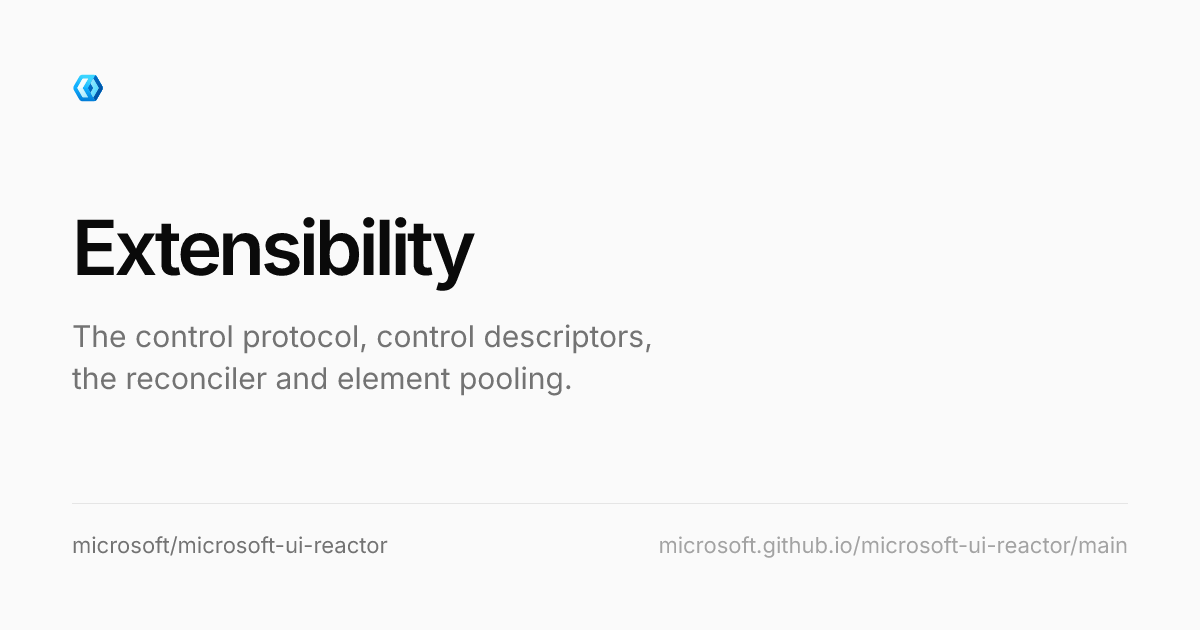 Extensibility
The control protocol, control descriptors,
the reconciler and element pooling.
microsoft/microsoft-ui-reactor
microsoft.github.io/microsoft-ui-reactor/main